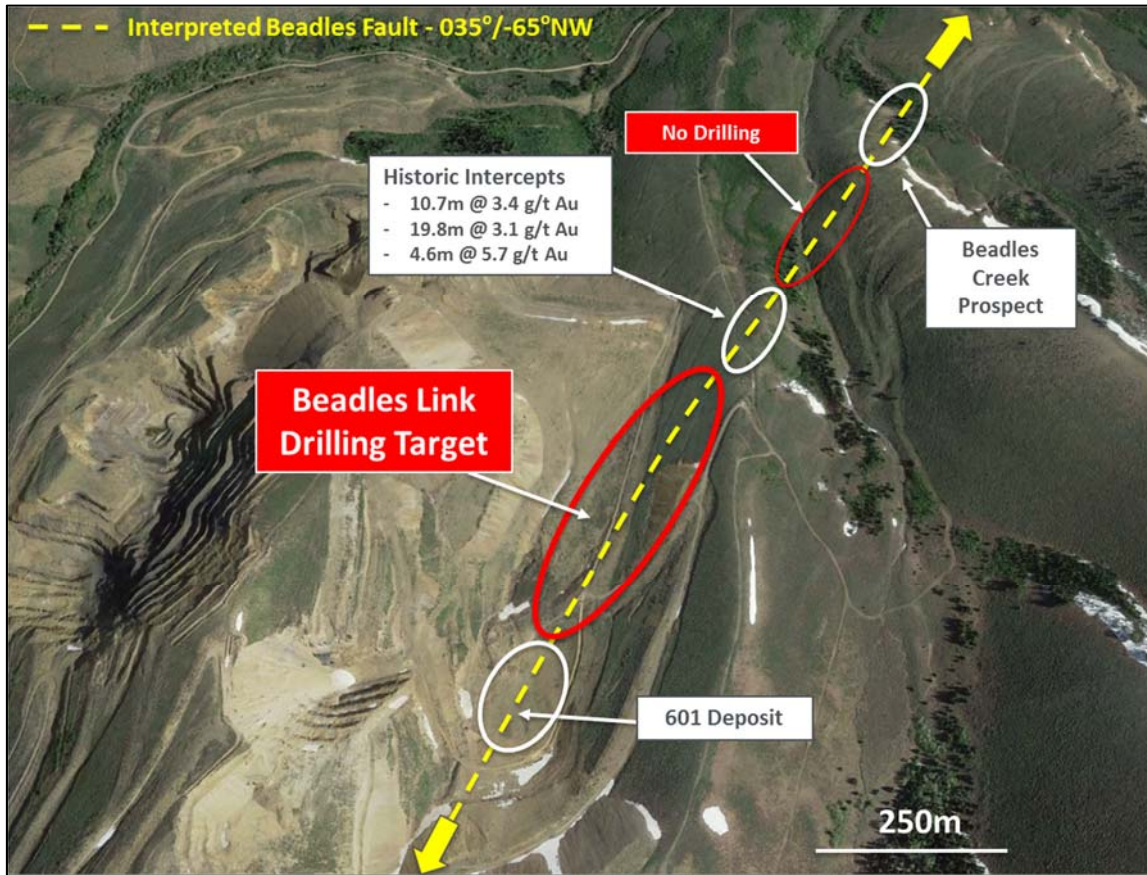 Interpreted Beadles Fault - 035°/-65°NW
No Drilling
Historic Intercepts
- 10.7m @ 3.4 g/t Au
- 19.8m @ 3.1 g/t Au
- 4.6m @ 5.7 g/t Au
Beadles
Creek
Prospect
Beadles Link
Drilling Target
601 Deposit
250m